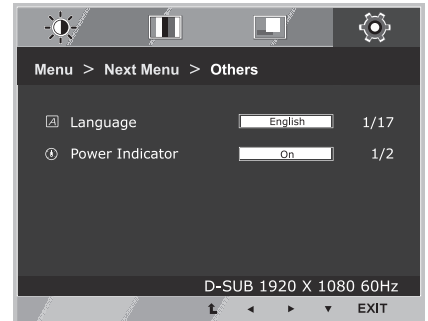 Menu > Next Menu > Others
Language English 1/17
Power Indicator On 1/2
D-SUB 1920 X 1080 60Hz
EXIT